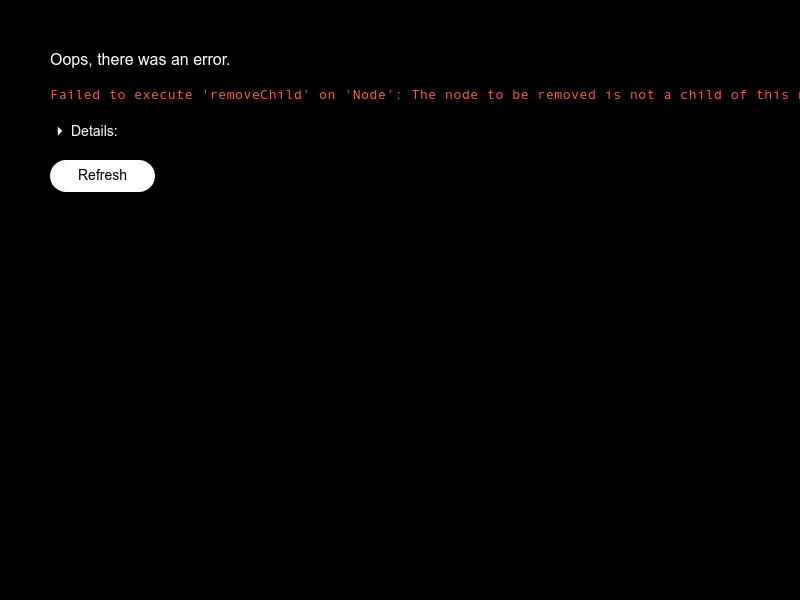 Oops, there was an error.
Failed to execute 'removeChild' on 'Node': The node to be removed is not a child of this
Details:
Refresh